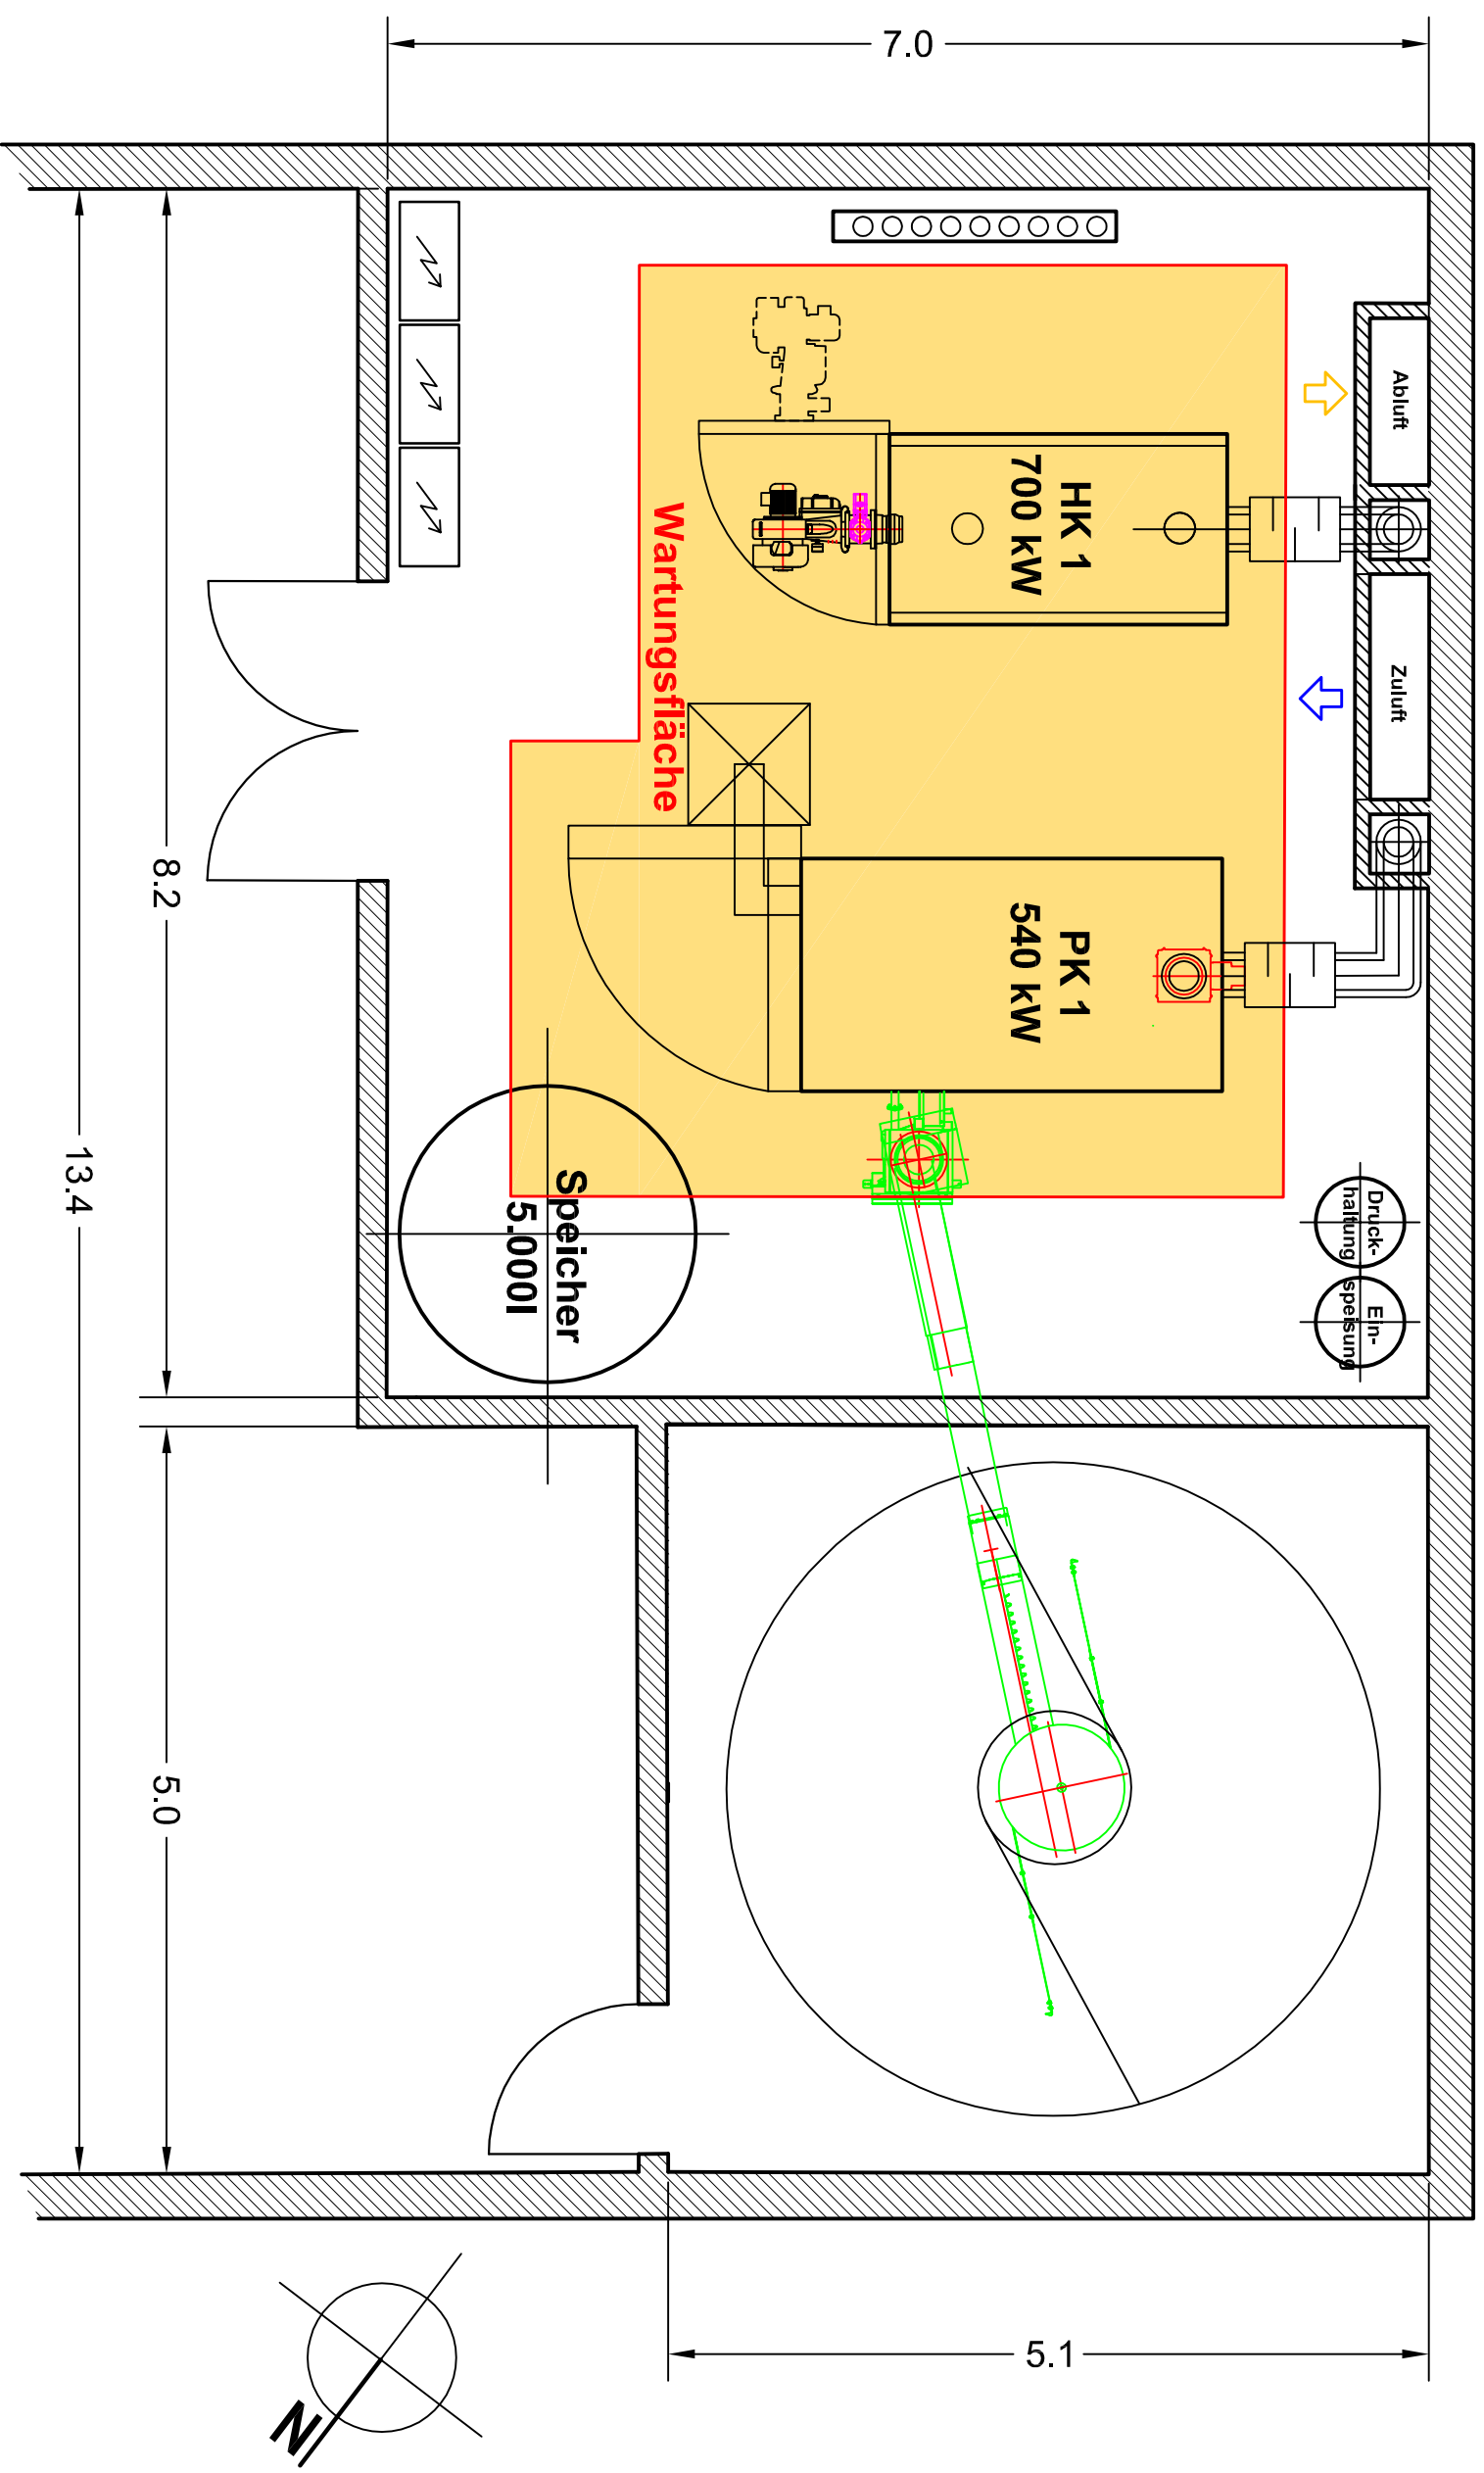 7.0
Abluft
HK 1
700 kW
Zuluft
Wartungsfläche
PK 1
540 kW
8.2
13.4
Druck-
haltung
Ein-
speisung
Speicher
5.000l
5.0
5.1
N